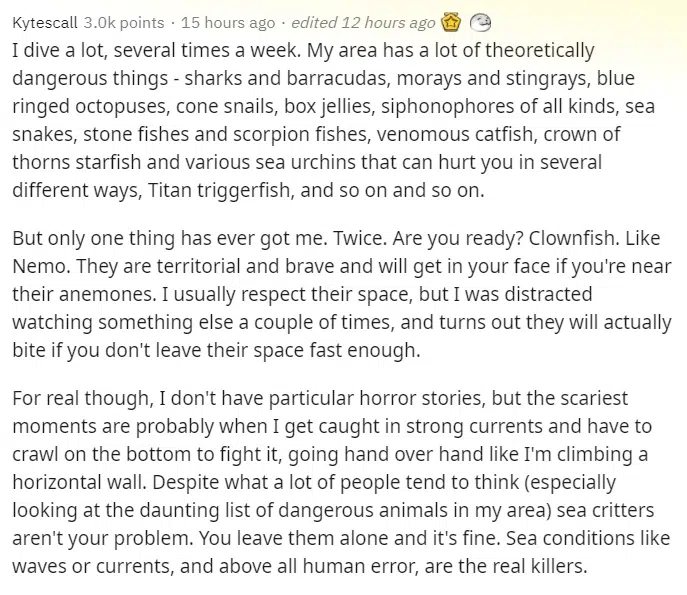 Kytescall 3.0k points · 15 hours ago · edited 12 hours ago
I dive a lot, several times a week. My area has a lot of theoretically
dangerous things - sharks and barracudas, morays and stingrays, blue
ringed octopuses, cone snails, box jellies, siphonophores of all kinds, sea
snakes, stone fishes and scorpion fishes, venomous catfish, crown of
thorns starfish and various sea urchins that can hurt you in several
different ways, Titan triggerfish, and so on and so on.
But only one thing has ever got me. Twice. Are you ready? Clownfish. Like
Nemo. They are territorial and brave and will get in your face if you're near
their anemones. I usually respect their space, but I was distracted
watching something else a couple of times, and turns out they will actually
bite if you don't leave their space fast enough.
For real though, I don't have particular horror stories, but the scariest
moments are probably when I get caught in strong currents and have to
crawl on the bottom to fight it, going hand over hand like I'm climbing a
horizontal wall. Despite what a lot of people tend to think (especially
looking at the daunting list of dangerous animals in my area) sea critters
aren't your problem. You leave them alone and it's fine. Sea conditions like
waves or currents, and above all human error, are the real killers.